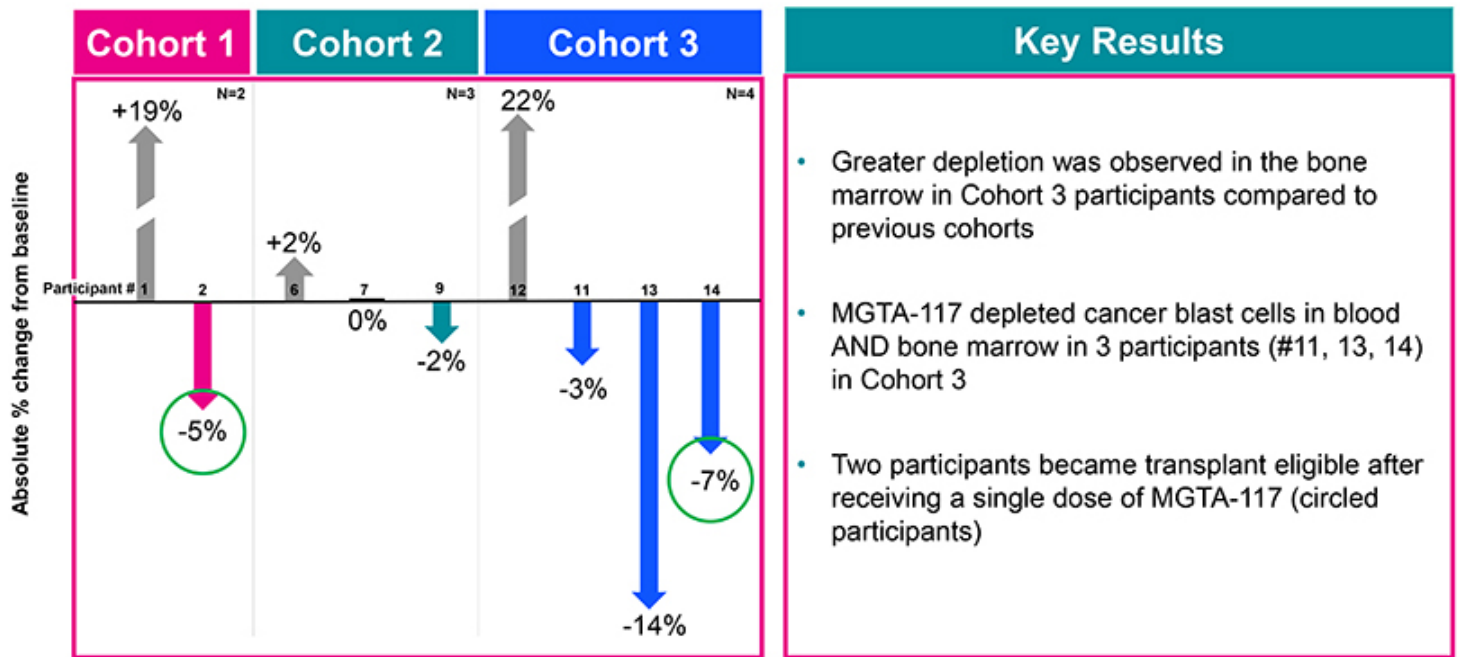 Cohort 1
Cohort 2
Cohort 3
Key Results
N=2
N=3
N=4
+19%
22%
+2%
Absolute % change from baseline
Participant #
1
2
6
7
9
12
11
13
14
0%
-2%
-3%
-5%
-7%
-14%
• Greater depletion was observed in the bone
marrow in Cohort 3 participants compared to
previous cohorts
• MGTA-117 depleted cancer blast cells in blood
AND bone marrow in 3 participants (#11, 13, 14)
in Cohort 3
• Two participants became transplant eligible after
receiving a single dose of MGTA-117 (circled
participants)